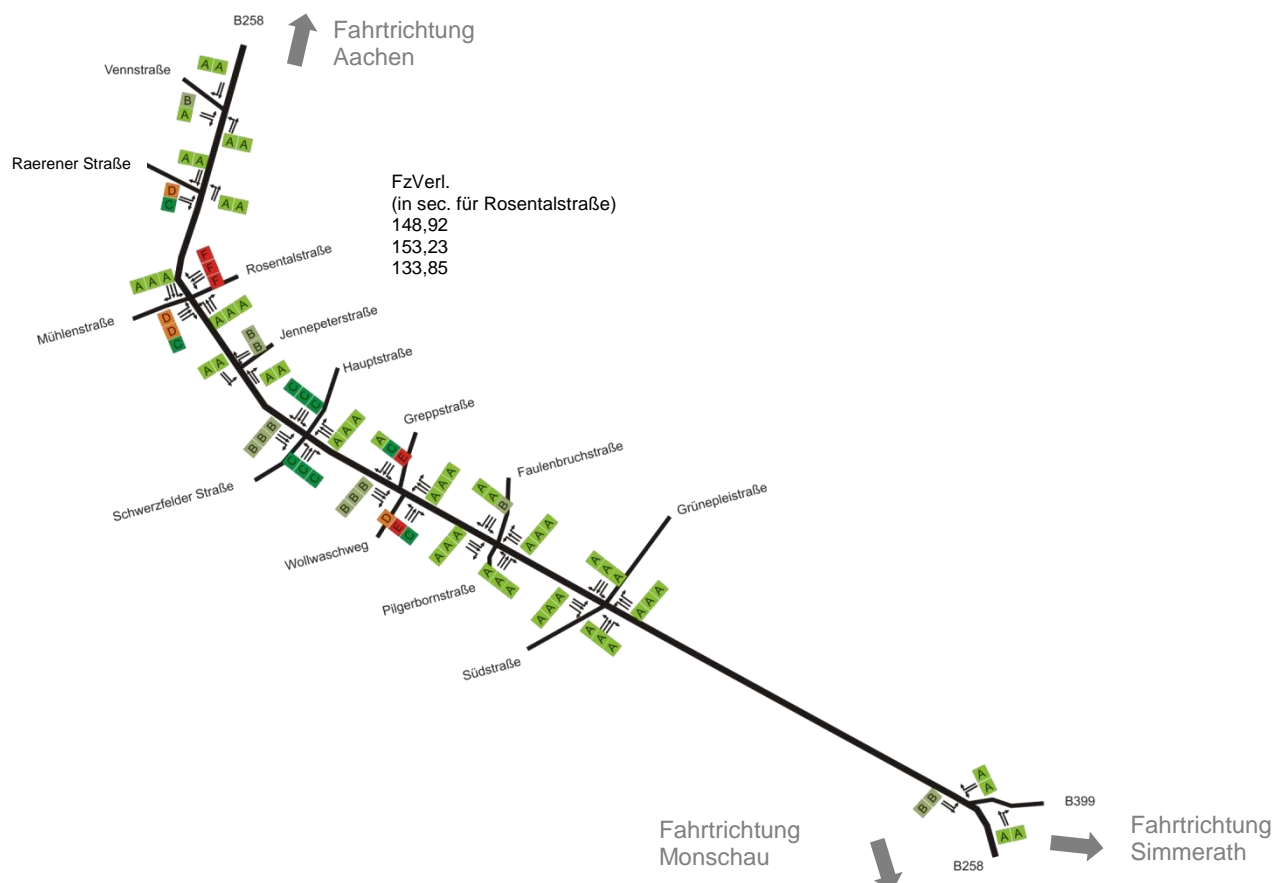 B258
Fahrtrichtung
Aachen
A A
Vennstraße
B
A
A A
Raerener Straße
A A
D
C
A A
FzVerl.
(in sec. für Rosentalstraße)
148,92
153,23
133,85
Rosentalstraße
F
F
F
A A A
Mühlenstraße
A A A
D
D
C
Jennepeterstraße
B
B
A A
A A
Hauptstraße
C C C
Greppstraße
A A A
B B B
C C C
Schwerzfelder Straße
A C E
A A A
Faulenbruchstraße
B B B
D E C
Wollwaschweg
A A B
A A A
Grünepleistraße
A A A
A A A
Pilgerbornstraße
A A A
A A A
A A A
A A A
Südstraße
A
A
B B
B399
A A
B258
Fahrtrichtung
Monschau
Fahrtrichtung
Simmerath